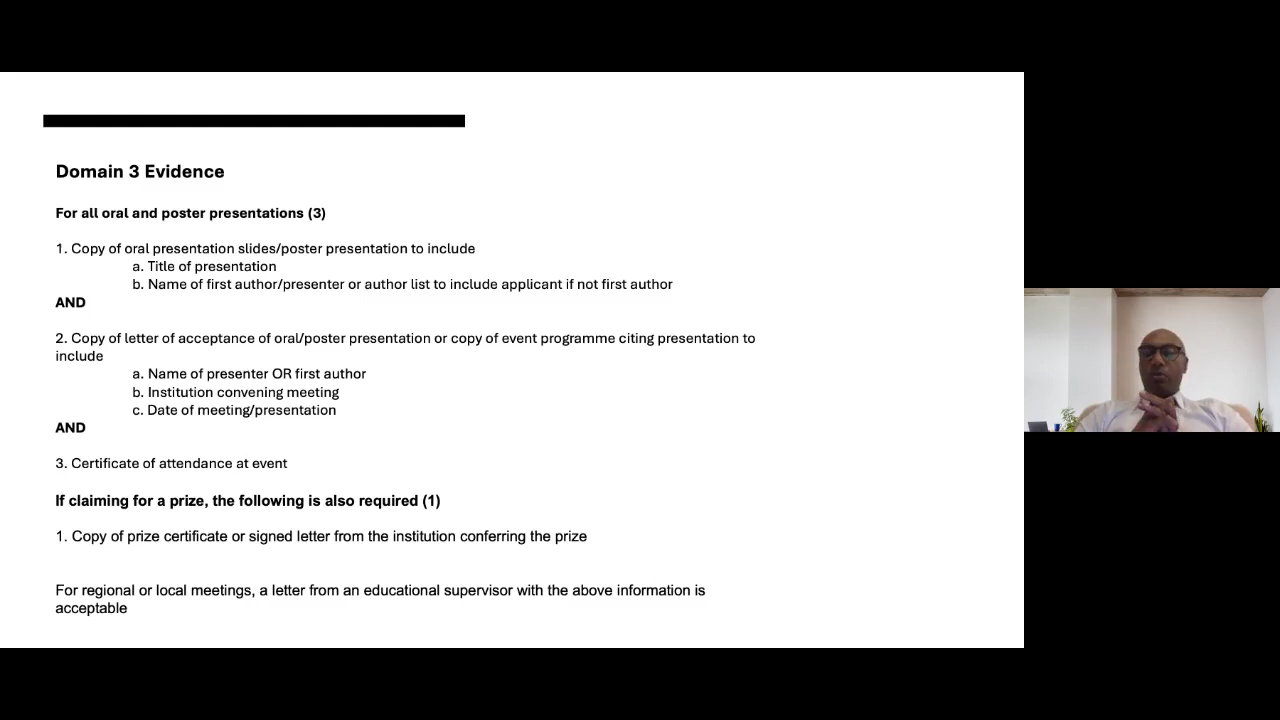 Domain 3 Evidence
For all oral and poster presentations (3)
1. Copy of oral presentation slides/poster presentation to include
a. Title of presentation
b. Name of first author/presenter or author list to include applicant if not first author
AND
2. Copy of letter of acceptance of oral/poster presentation or copy of event programme citing presentation to
include
a. Name of presenter OR first author
b. Institution convening meeting
c. Date of meeting/presentation
AND
3. Certificate of attendance at event
If claiming for a prize, the following is also required (1)
1. Copy of prize certificate or signed letter from the institution conferring the prize
For regional or local meetings, a letter from an educational supervisor with the above information is
acceptable